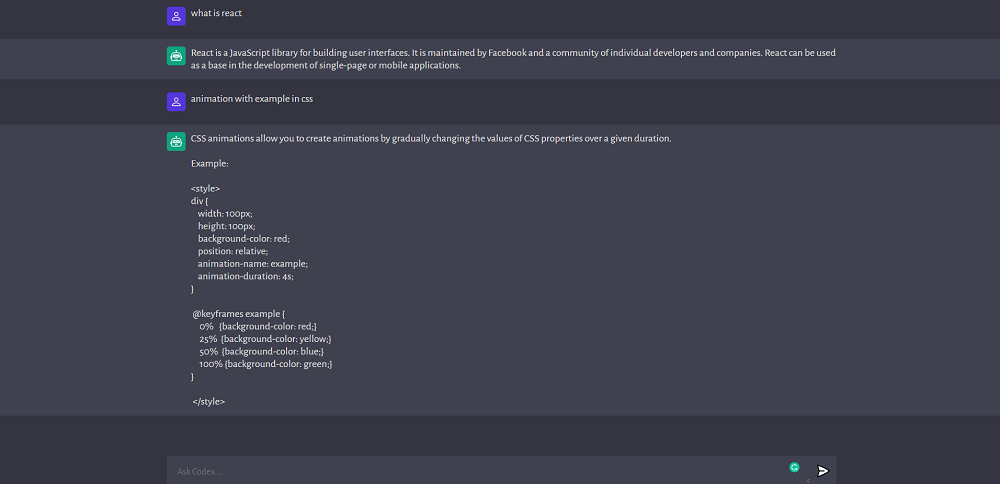 what is react
React is a JavaScript library for building user interfaces. It is maintained by Facebook and a community of individual developers and companies. React can be used
as a base in the development of single-page or mobile applications.
animation with example in css
CSS animations allow you to create animations by gradually changing the values of CSS properties over a given duration.
Example:
<style>
div {
width: 100px;
height: 100px;
background-color: red;
position: relative;
animation-name: example;
animation-duration: 4s;
}
@keyframes example {
0% {background-color: red;}
25% {background-color: yellow;}
50% {background-color: blue;}
100% {background-color: green;}
}
</style>
Ask Codex...